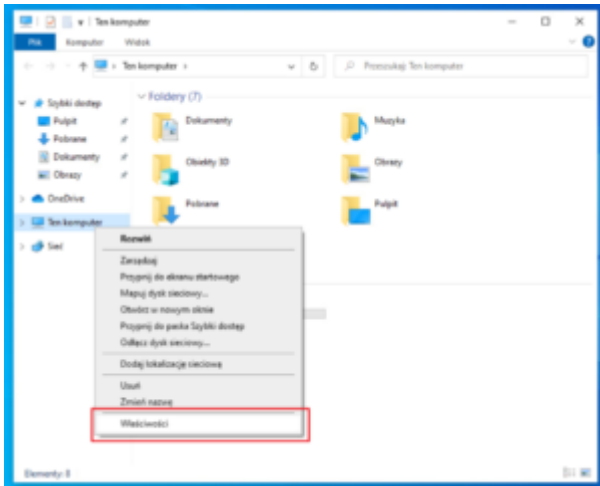 Ten komputer
Plik Komputer Widok
Ten komputer
Przeszukaj: Ten komputer
Szybki dostęp
Pulpit
Pobrane
Dokumenty
Obrazy
OneDrive
Ten komputer
Sieć
Foldery (7)
Dokumenty
Muzyka
Obiekty 3D
Obrazy
Pobrane
Pulpit
Rozwiń
Zarządzaj
Przypnij do ekranu startowego
Mapuj dysk sieciowy...
Otwórz w nowym oknie
Przypnij do paska Szybki dostęp
Odłącz dysk sieciowy...
Dodaj lokalizację sieciową
Usuń
Zmień nazwę
Właściwości
Elementy: 8